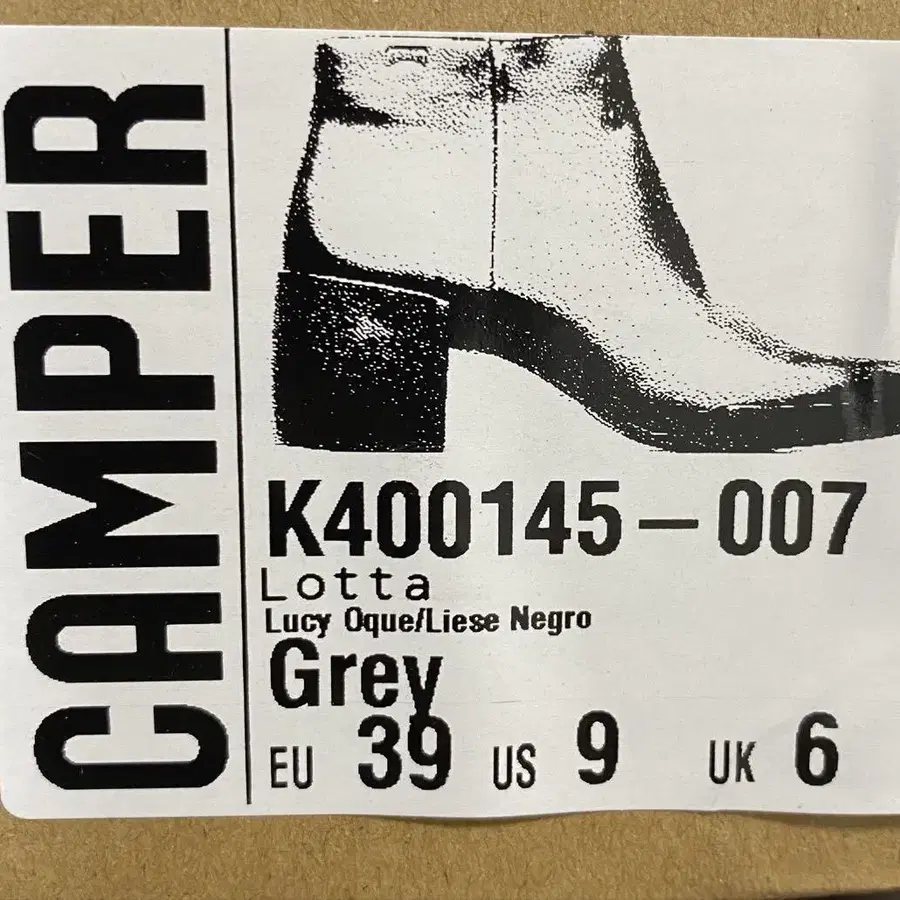 CAMPER
K400145-007
Lotta
Lucy Oque/Liese Negro
Grey
EU 39 US 9 UK 6